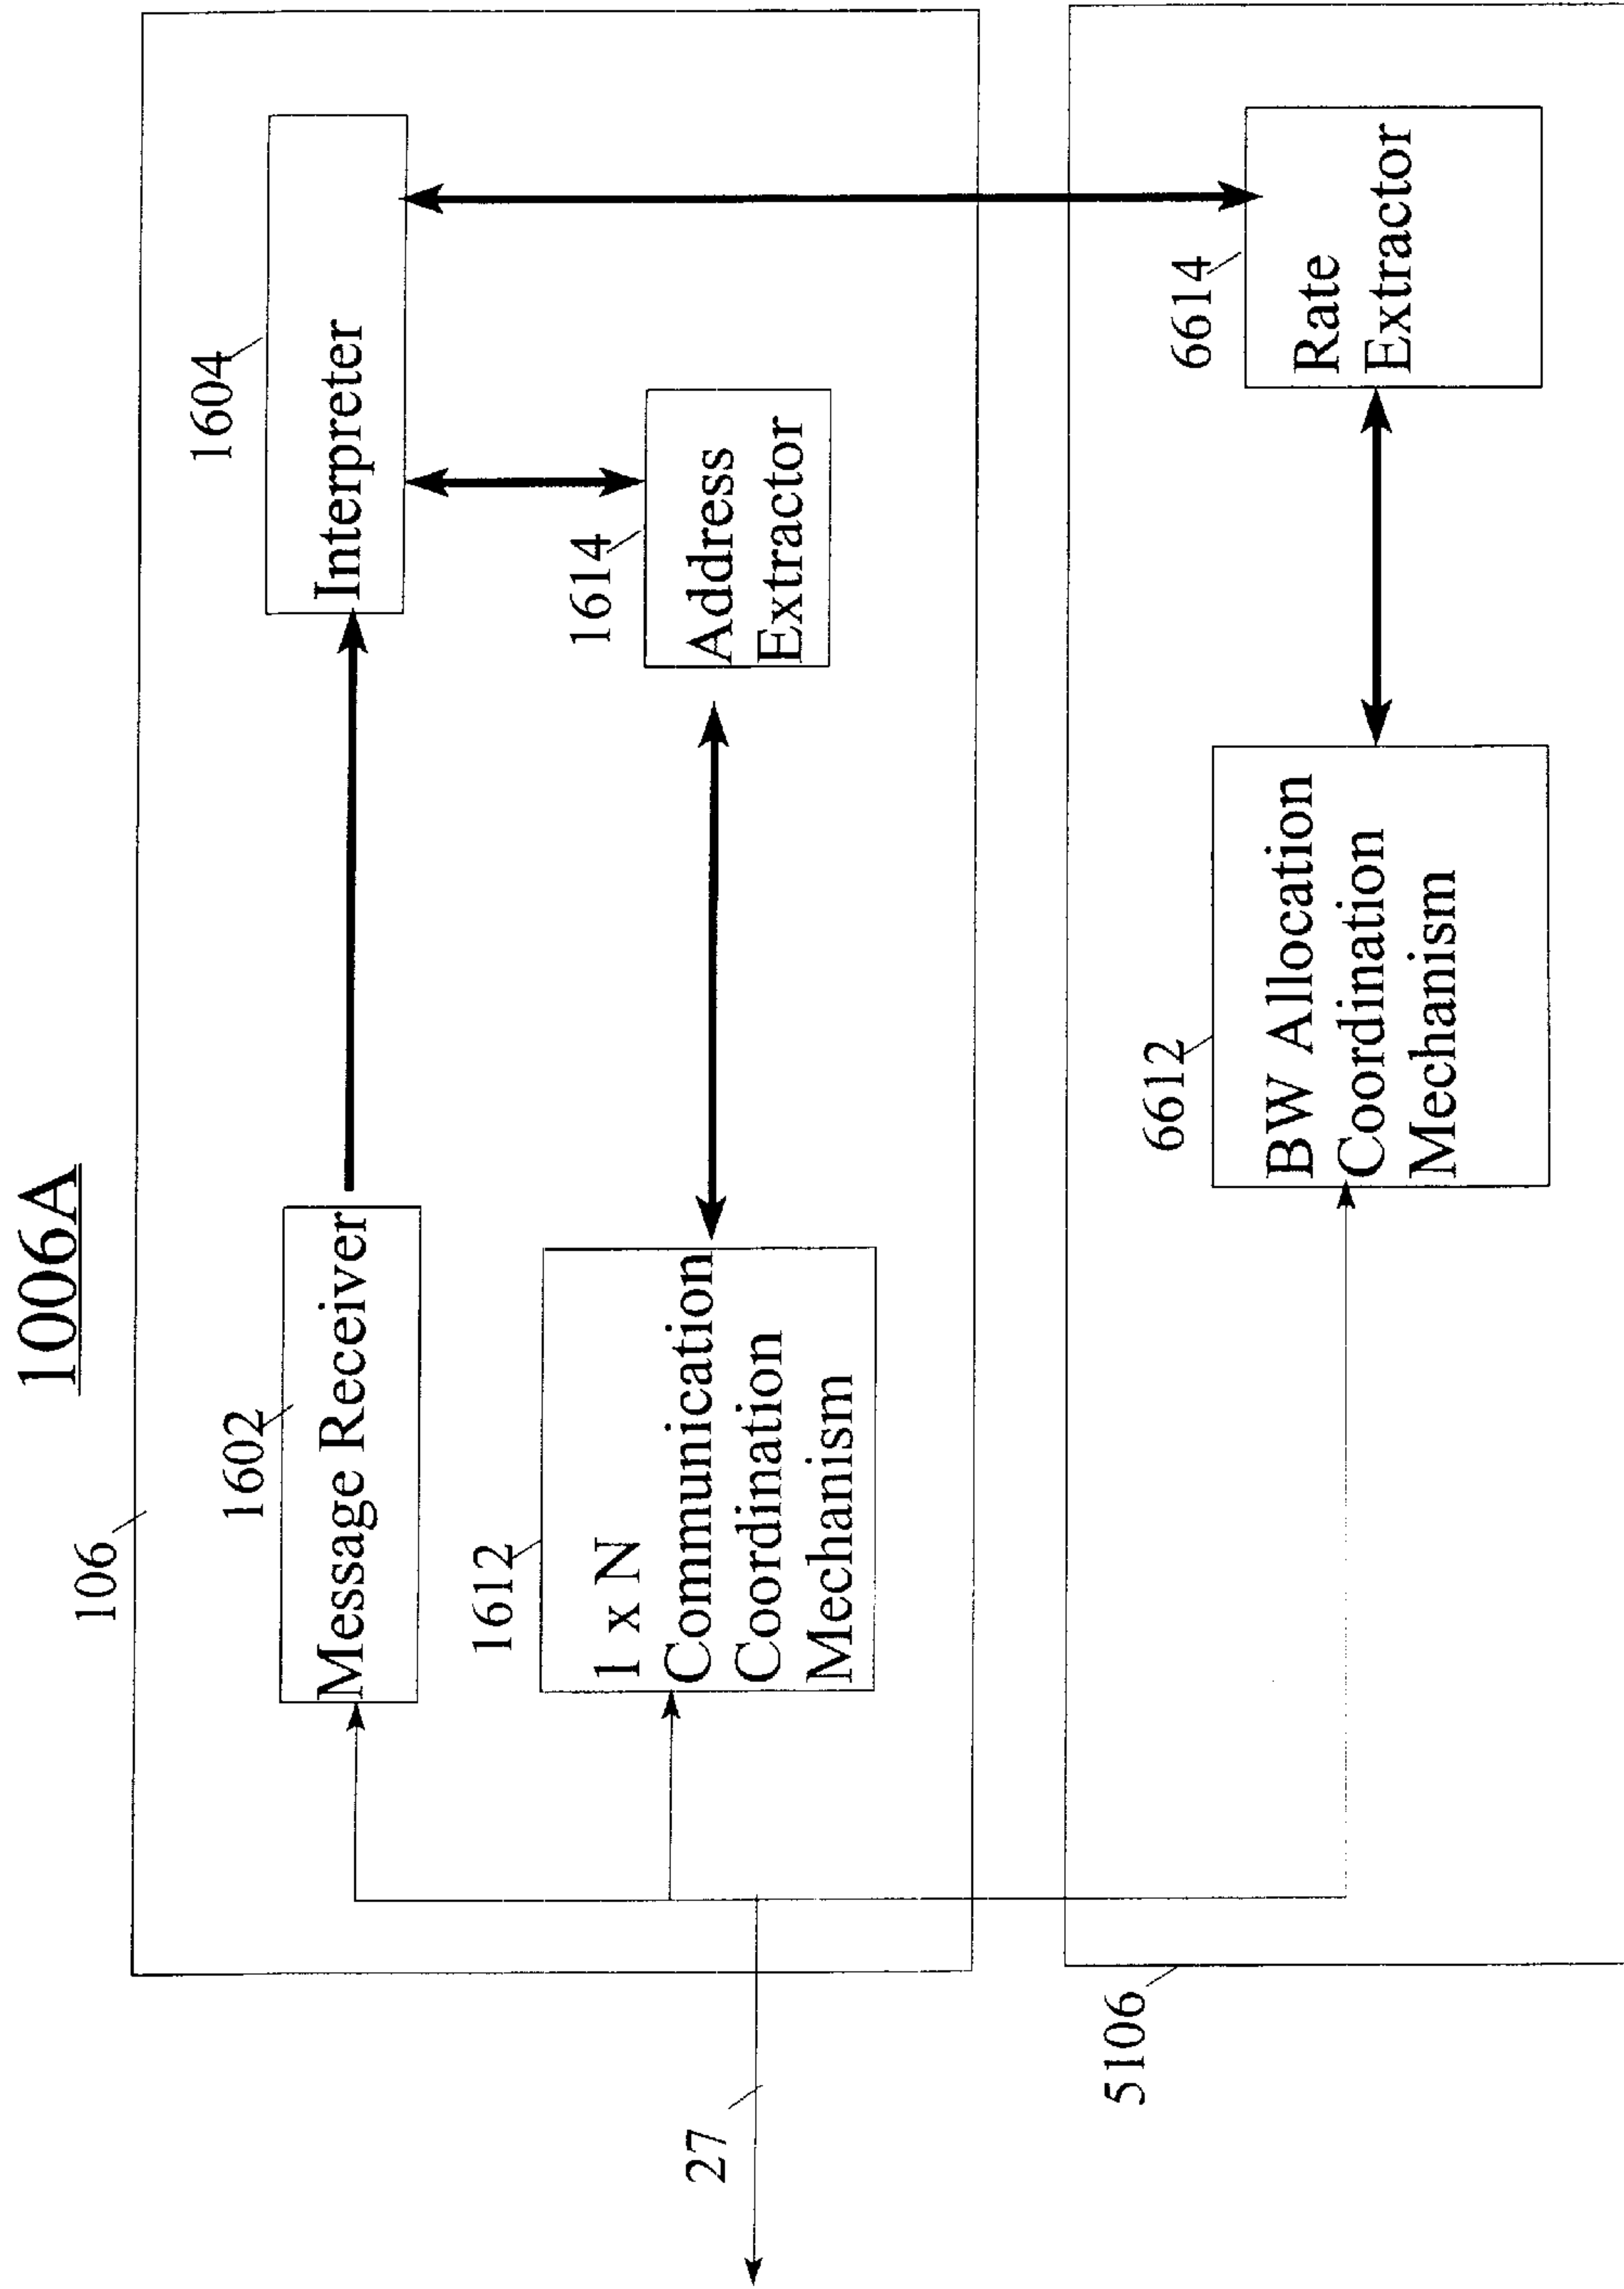 1006A
106
1602
Message Receiver
1604
Interpreter
1612
1 x N
Communication
Coordination
Mechanism
1614
Address
Extractor
27
5106
6612
BW Allocation
Coordination
Mechanism
6614
Rate
Extractor